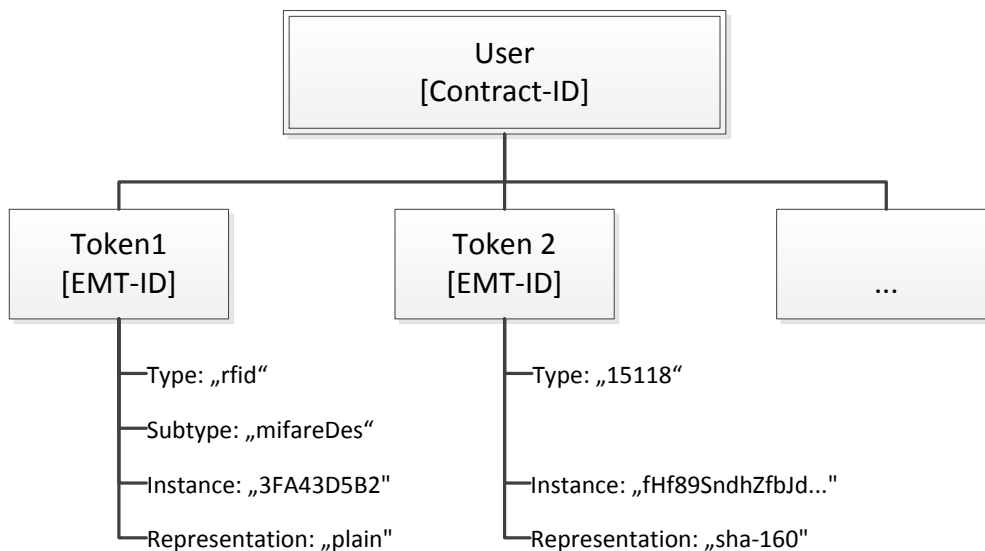 User
[Contract-ID]
Token1
[EMT-ID]
Token 2
[EMT-ID]
...
Type: „rfid“
Subtype: „mifareDes“
Instance: „3FA43D5B2"
Representation: „plain"
Type: „15118“
Instance: „fHf89SndhZfbJd..."
Representation: „sha-160"